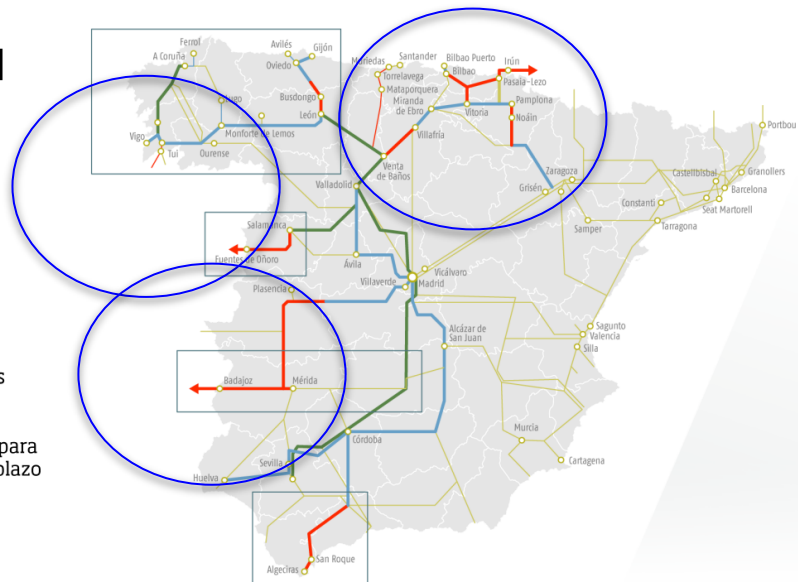 Ferrol
A Coruña
Avilés
Gijón
Oviedo
Santander
Torrelavega
Mataporquera
Bilbao Puerto
Bilbao
Irún
Pasaia-Lezo
Miranda
de Ebro
Vitoria
Pamplona
Noáin
Busdongo
León
Lugo
Monforte de Lemos
Vigo
Tui
Ourense
Villafría
Venta
de Baños
Valladolid
Portbou
Zaragoza
Grisén
Castellbisbal
Granollers
Barcelona
Constanti
Seat Martorell
Tarragona
Samper
Salamanca
Fuentes de Oñoro
Ávila
Vicálvaro
Villaverde
Madrid
Plasencia
Alcázar de
San Juan
Sagunto
Valencia
Silla
s
Badajoz
Mérida
para
plazo
Córdoba
Murcia
Cartagena
Sevilla
Huelva
San Roque
Algeciras